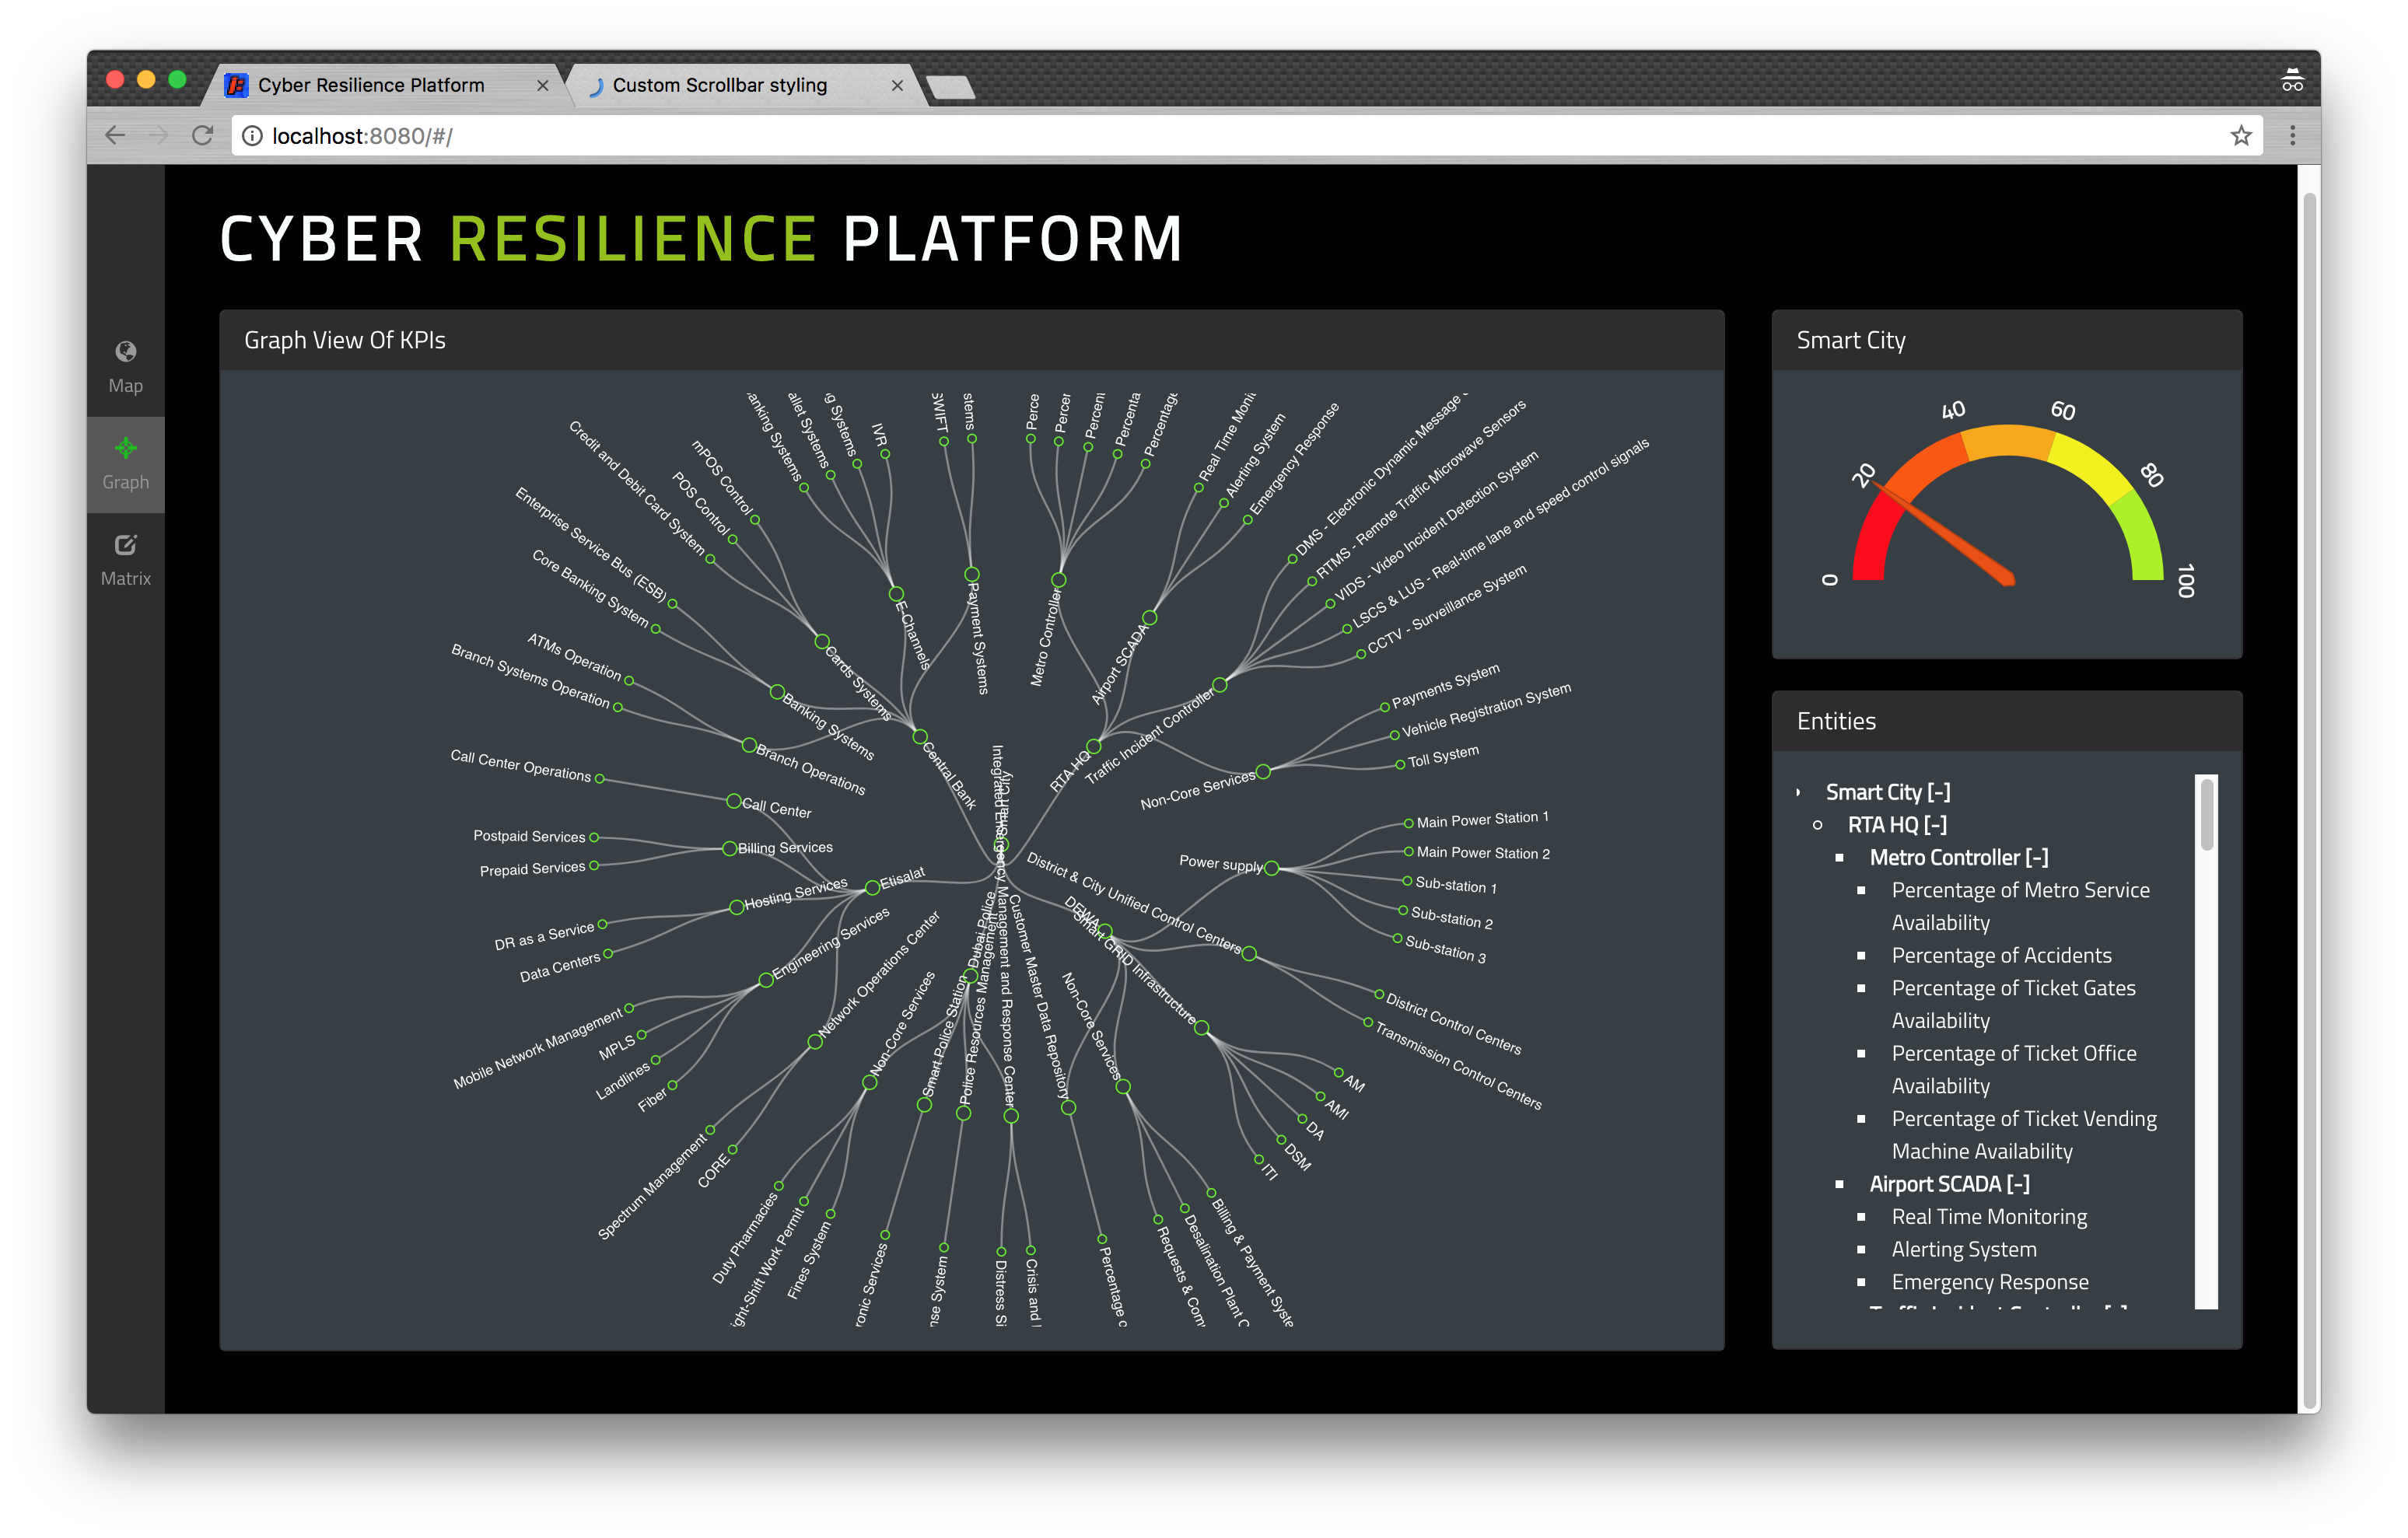 Cyber Resilience Platform
Custom Scrollbar styling
localhost:8080/#/
CYBER RESILIENCE PLATFORM
Map
Graph
Matrix
Graph View Of KPIs
Credit and Debit Card System
POS Control
mPOS Control
anking Systems
allet Systems
g Systems
IVR
SWIFT
stems
Perce
Percer
Percent
Percenta
Percentage
Real Time Monit
Alerting System
Emergency Response
DMS - Electronic Dynamic Message
RTMS - Remote Traffic Microwave Sensors
VIDS - Video Incident Detection System
LSCS & LUS - Real-time lane and speed control signals
CCTV - Surveillance System
Enterprise Service Bus (ESB)
Core Banking System
ATMs Operation
Branch Systems Operation
E-Channels
Payment Systems
Metro Controller
Airport SCADA
Traffic Incident Controller
Cards Systems
Banking Systems
Branch Operations
Central Bank
RTA HQ
Non-Core Services
Payments System
Vehicle Registration System
Toll System
Call Center Operations
Call Center
Postpaid Services
Prepaid Services
Billing Services
Hosting Services
Etisalat
DR as a Service
Data Centers
Engineering Services
Network Operations Center
Mobile Network Management
MPLS
Landlines
Fiber
Spectrum Management
CORE
Smart City
Power supply
Main Power Station 1
Main Power Station 2
Sub-station 1
Sub-station 2
Sub-station 3
District & City Unified Control Centers
DEWA
Smart GRID Infrastructure
District Control Centers
Transmission Control Centers
AM
AMI
DA
DSM
ITI
Non-Core Services
Customer Master Data Repository
Integrated Emergency Management and Response Center
Dubai Police
Police Resources Management
Smart Police Station
Non-Core Services
Duty Pharmacies
ght-Shift Work Permit
Fines System
ronic Services
nse System
Distress Si
Crisis and
Percentage o
Requests & Com
Desalination Plant C
Billing & Payment Syste
Smart City
0
20
40
60
80
100
Entities
Smart City [-]
RTA HQ [-]
Metro Controller [-]
Percentage of Metro Service
Availability
Percentage of Accidents
Percentage of Ticket Gates
Availability
Percentage of Ticket Office
Availability
Percentage of Ticket Vending
Machine Availability
Airport SCADA [-]
Real Time Monitoring
Alerting System
Emergency Response